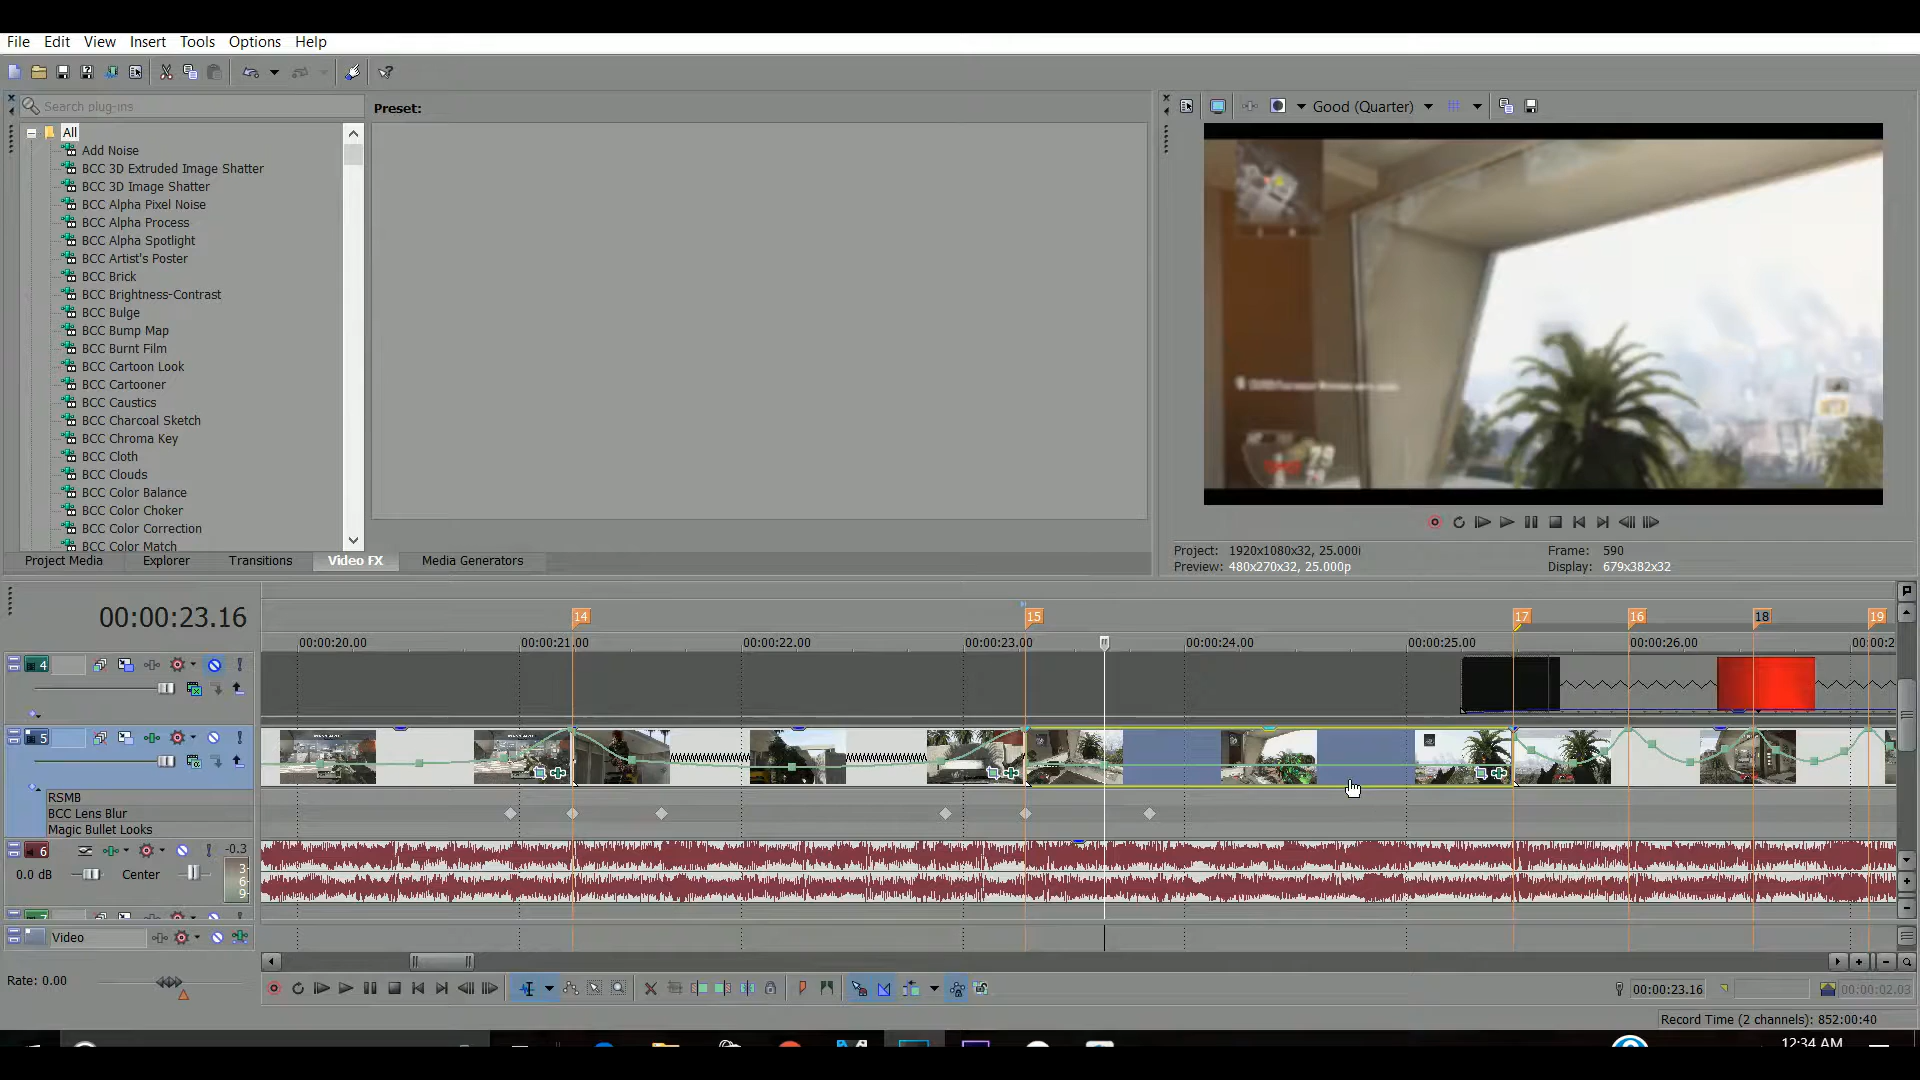 File Edit View Insert Tools Options Help
Search plug-ins
Preset:
Good (Quarter)
All
Add Noise
BCC 3D Extruded Image Shatter
BCC 3D Image Shatter
BCC Alpha Pixel Noise
BCC Alpha Process
BCC Alpha Spotlight
BCC Artist's Poster
BCC Brick
BCC Brightness-Contrast
BCC Bulge
BCC Bump Map
BCC Burnt Film
BCC Cartoon Look
BCC Cartooner
BCC Caustics
BCC Charcoal Sketch
BCC Chroma Key
BCC Cloth
BCC Clouds
BCC Color Balance
BCC Color Choker
BCC Color Correction
BCC Color Match
Project Media Explorer Transitions Video FX Media Generators
Project: 1920x1080x32, 25.000i
Preview: 480x270x32, 25.000p
Frame: 590
Display: 679x382x32
00:00:23.16
14 15 17 16 18 19
00:00:20.00 00:00:21.00 00:00:22.00 00:00:23.00 00:00:24.00 00:00:25.00 00:00:26.00 00:00:2
4
5
RSMB
BCC Lens Blur
Magic Bullet Looks
6 -0.3
0.0 dB Center
3
6
9
Video
Rate: 0.00
00:00:23.16 00:00:02.03
Record Time (2 channels): 852:00:40
12:34 AM